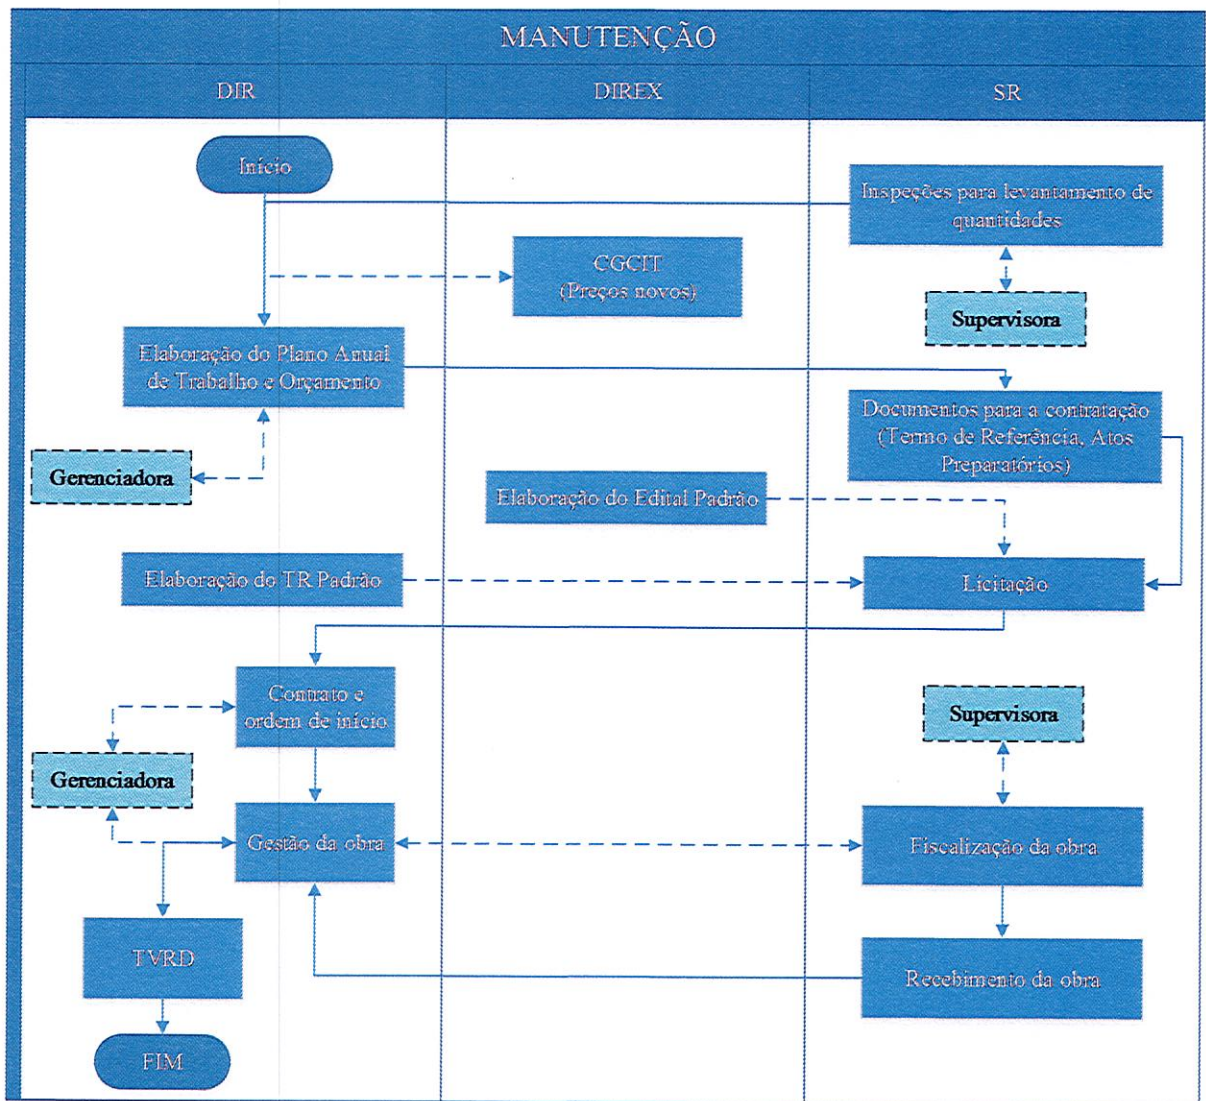 MANUTENÇÃO
DIR
DIREX
SR
Início
Inspeções para levantamento de
quantidades
CGCIT
(Preços novos)
Supervisora
Elaboração do Plano Anual
de Trabalho e Orçamento
Documentos para a contratação
(Termo de Referência, Atos
Preparatórios)
Gerenciadora
Elaboração do Edital Padrão
Elaboração do TR Padrão
Licitação
Contrato e
ordem de início
Supervisora
Gerenciadora
Gestão da obra
Fiscalização da obra
TVRD
Recebimento da obra
FIM